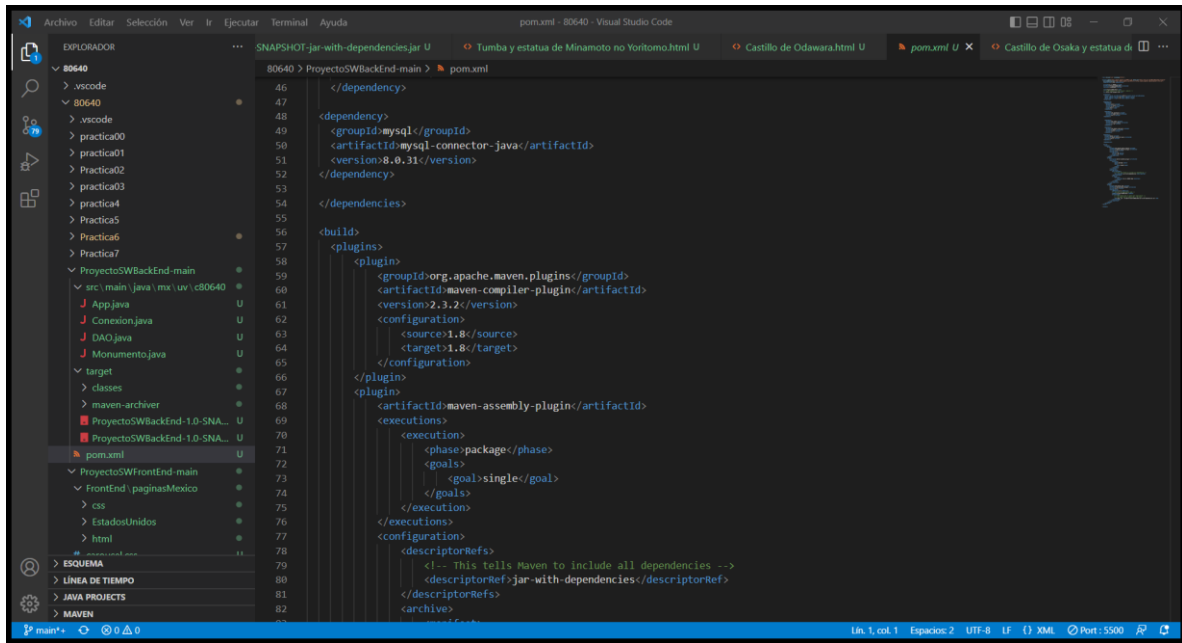 Archivo Editar Selección Ver Ir Ejecutar Terminal Ayuda
pom.xml - 80640 - Visual Studio Code
EXPLORADOR
-SNAPSHOT-jar-with-dependencies.jar U
Tumba y estatua de Minamoto no Yoritomo.html U
Castillo de Odawara.html U
pom.xml U
Castillo de Osaka y estatua de
80640 > ProyectoSWBackEnd-main > pom.xml
1
79
80640
.vscode
80640
.vscode
practica00
practica01
Practica02
practica03
practica4
Practica5
Practica6
Practica7
ProyectoSWBackEnd-main
src\main\java\mx\uv\c80640
App.java U
Conexion.java U
DAO.java U
Monumento.java U
target
classes
maven-archiver
ProyectoSWBackEnd-1.0-SNA... U
ProyectoSWBackEnd-1.0-SNA... U
pom.xml U
ProyectoSWFrontEnd-main
FrontEnd\paginasMexico
css
EstadosUnidos
html
ESQUEMA
LÍNEA DE TIEMPO
JAVA PROJECTS
MAVEN
46 </dependency>
47
48 <dependency>
49 <groupId>mysql</groupId>
50 <artifactId>mysql-connector-java</artifactId>
51 <version>8.0.31</version>
52 </dependency>
53
54 </dependencies>
55
56 <build>
57 <plugins>
58 <plugin>
59 <groupId>org.apache.maven.plugins</groupId>
60 <artifactId>maven-compiler-plugin</artifactId>
61 <version>2.3.2</version>
62 <configuration>
63 <source>1.8</source>
64 <target>1.8</target>
65 </configuration>
66 </plugin>
67 <plugin>
68 <artifactId>maven-assembly-plugin</artifactId>
69 <executions>
70 <execution>
71 <phase>package</phase>
72 <goals>
73 <goal>single</goal>
74 </goals>
75 </execution>
76 </executions>
77 <configuration>
78 <descriptorRefs>
79 <!-- This tells Maven to include all dependencies -->
80 <descriptorRef>jar-with-dependencies</descriptorRef>
81 </descriptorRefs>
82 <archive>
main*+ 0 0 Lín. 1, col. 1 Espacios: 2 UTF-8 LF {} XML Port : 5500